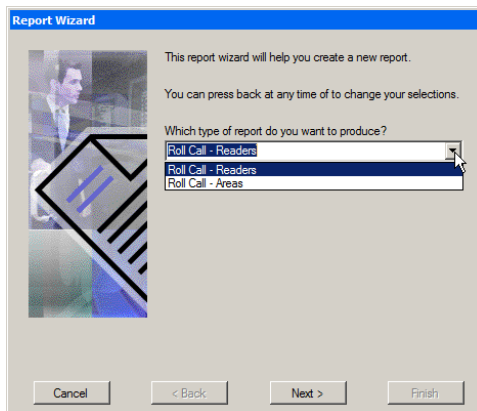 Report Wizard
This report wizard will help you create a new report.
You can press back at any time of to change your selections.
Which type of report do you want to produce?
Roll Call - Readers
Roll Call - Readers
Roll Call - Areas
Cancel
< Back
Next >
Finish